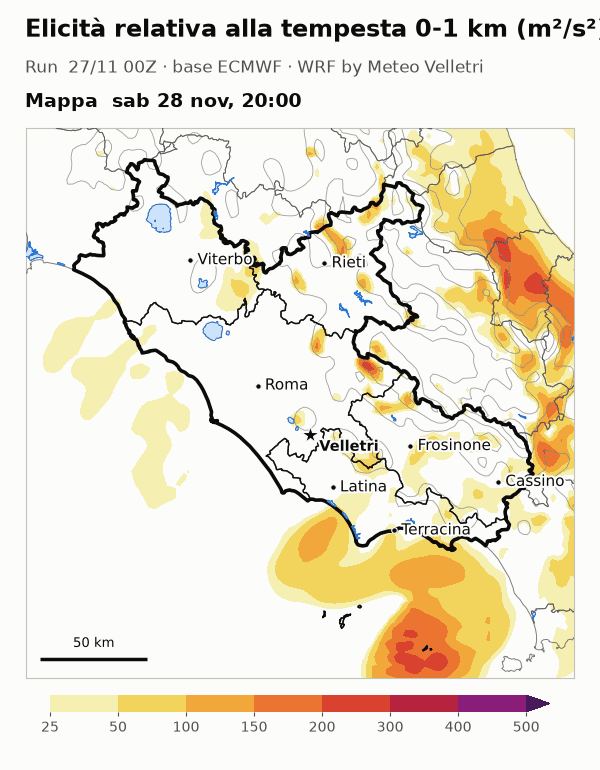 Elicità relativa alla tempesta 0-1 km (m²/s²)
Run 27/11 00Z · base ECMWF · WRF by Meteo Velletri
Mappa sab 28 nov, 20:00
Viterbo
Rieti
Roma
Velletri
Frosinone
Latina
Cassino
Terracina
50 km
25 50 100 150 200 300 400 500